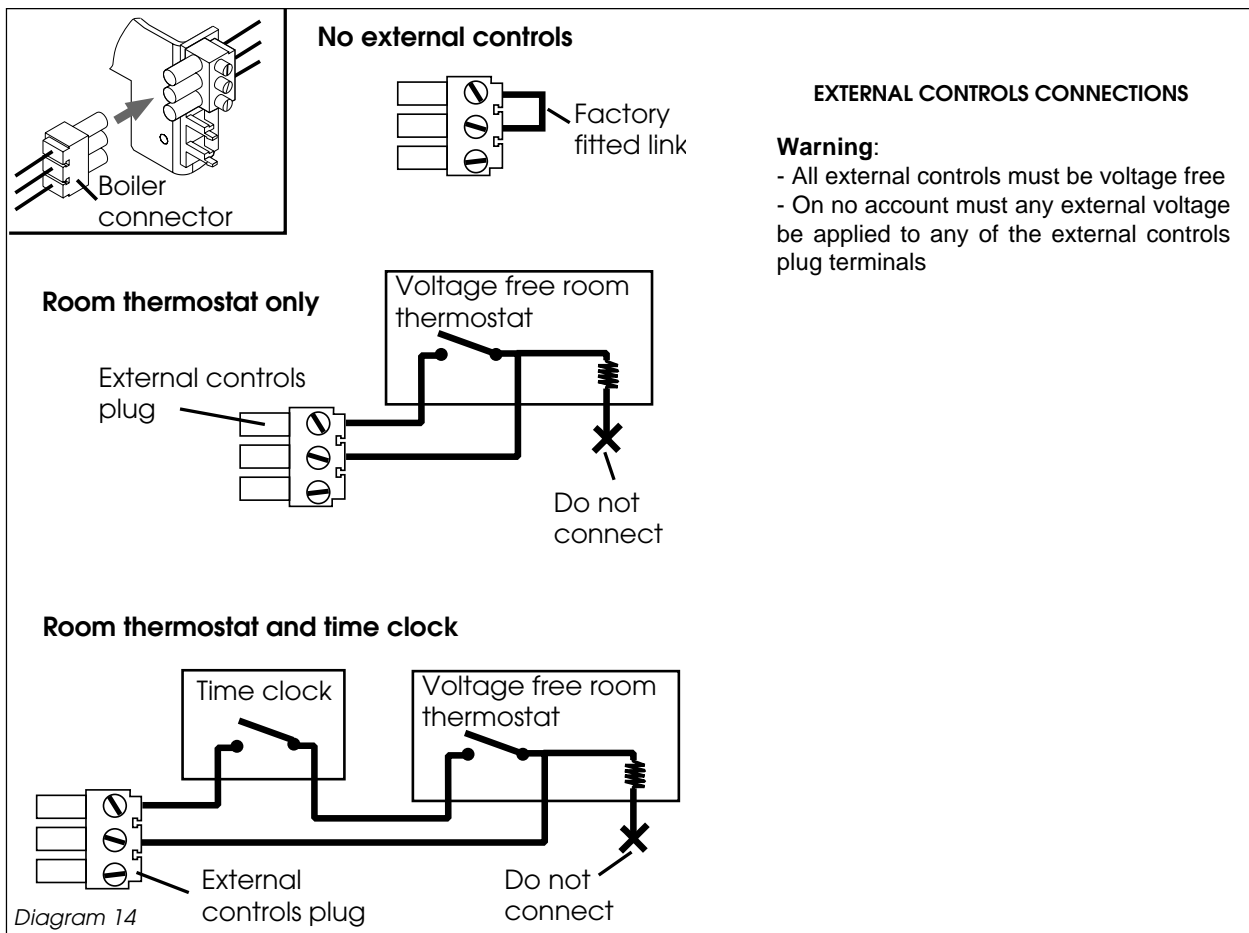 No external controls
Boiler
connector
Factory
fitted link
EXTERNAL CONTROLS CONNECTIONS
Warning:
- All external controls must be voltage free
- On no account must any external voltage
be applied to any of the external controls
plug terminals
Room thermostat only
Voltage free room
thermostat
External controls
plug
Do not
connect
Room thermostat and time clock
Time clock
Voltage free room
thermostat
External
controls plug
Do not
connect
Diagram 14